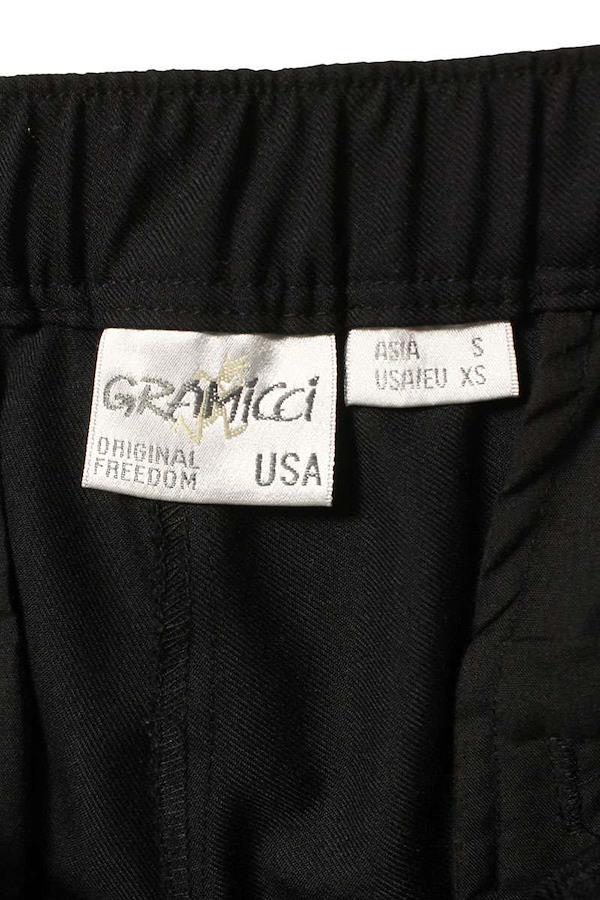 GRAMICCI
ORIGINAL
FREEDOM
USA
ASIA S
USA/EU XS